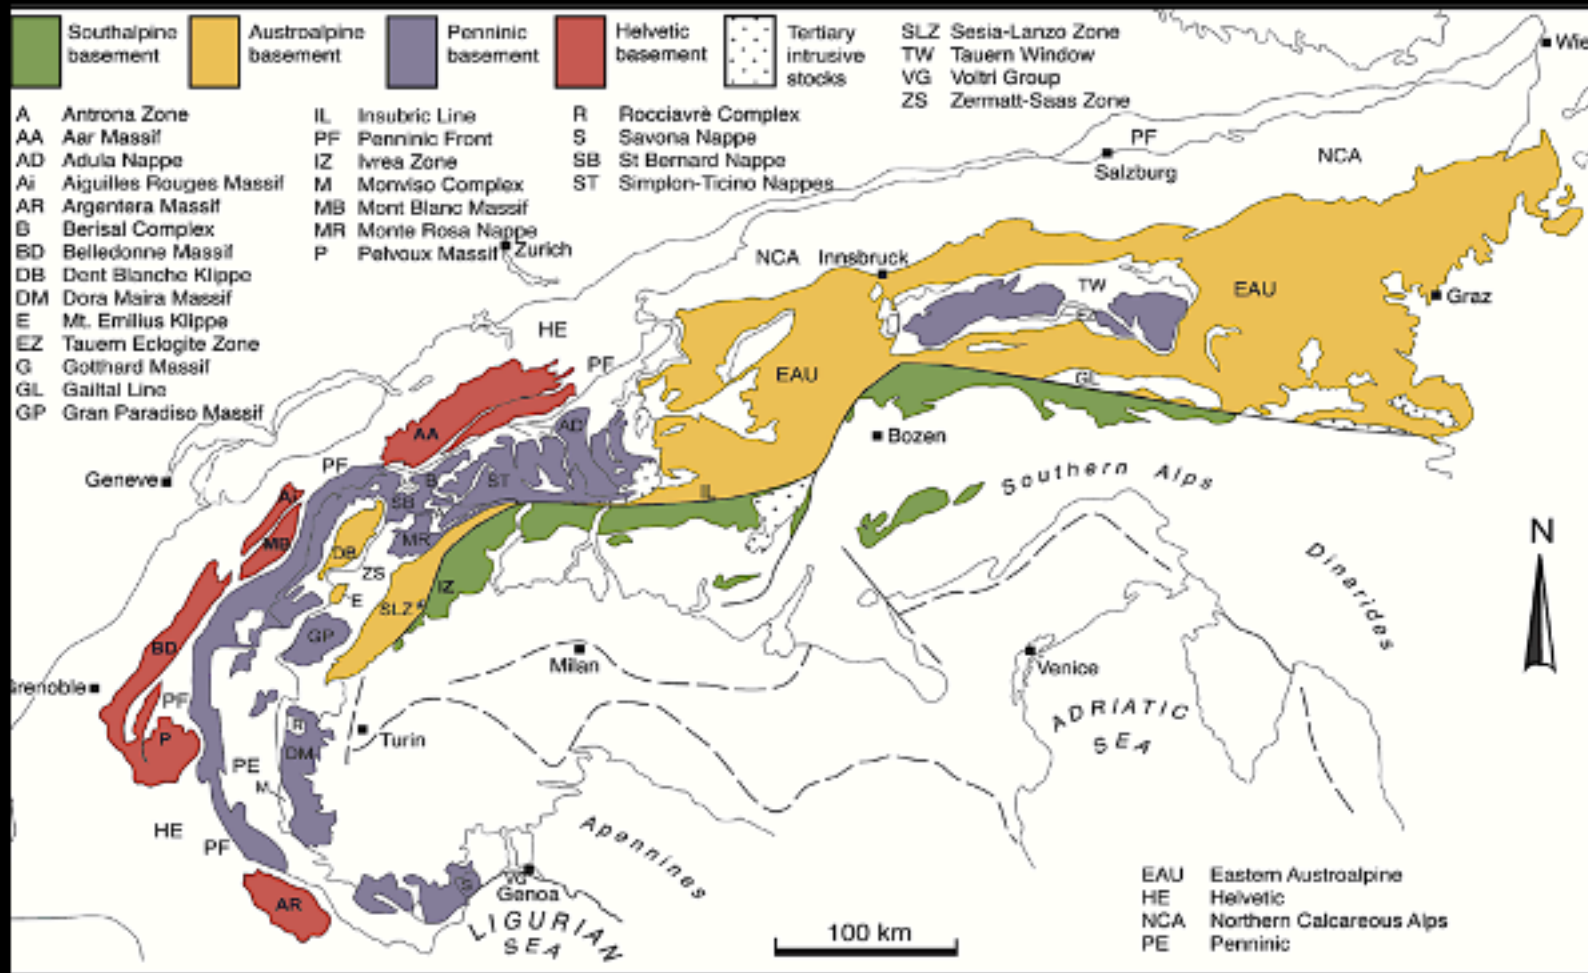 Southalpine
basement
Austroalpine
basement
Penninic
basement
Helvetic
basement
Tertiary
intrusive
stocks
SLZ Sesia-Lanzo Zone
TW Tauern Window
VG Voltri Group
ZS Zermatt-Saas Zone
A Antrona Zone
AA Aar Massif
AD Adula Nappe
Ai Aiguilles Rouges Massif
AR Argentera Massif
B Berisal Complex
BD Belledonne Massif
DB Dent Blanche Klippe
DM Dora Maira Massif
E Mt. Emilius Klippe
EZ Tauern Eclogite Zone
G Gotthard Massif
GL Gailtal Line
GP Gran Paradiso Massif
IL Insubric Line
PF Penninic Front
IZ Ivrea Zone
M Monviso Complex
MB Mont Blanc Massif
MR Monte Rosa Nappe
P Pelvoux Massif
R Rocciavrè Complex
S Savona Nappe
SB St Bernard Nappe
ST Simplon-Ticino Nappes
Wie
PF
Salzburg
NCA
Zurich
NCA Innsbruck
TW
EZ
EAU
Graz
HE
PF
EAU
GL
AA
AD
Bozen
Geneve
PF
B
ST
SB
IL
Southern Alps
Ai
MB
MR
DB
ZS
E
IZ
SLZ
N
Dinarides
BD
GP
Milan
Venice
Grenoble
PF
P
R
DM
Turin
ADRIATIC
SEA
PE
M
HE
PF
Apennines
AR
S
VG
Genoa
LIGURIAN
SEA
100 km
EAU Eastern Austroalpine
HE Helvetic
NCA Northern Calcareous Alps
PE Penninic